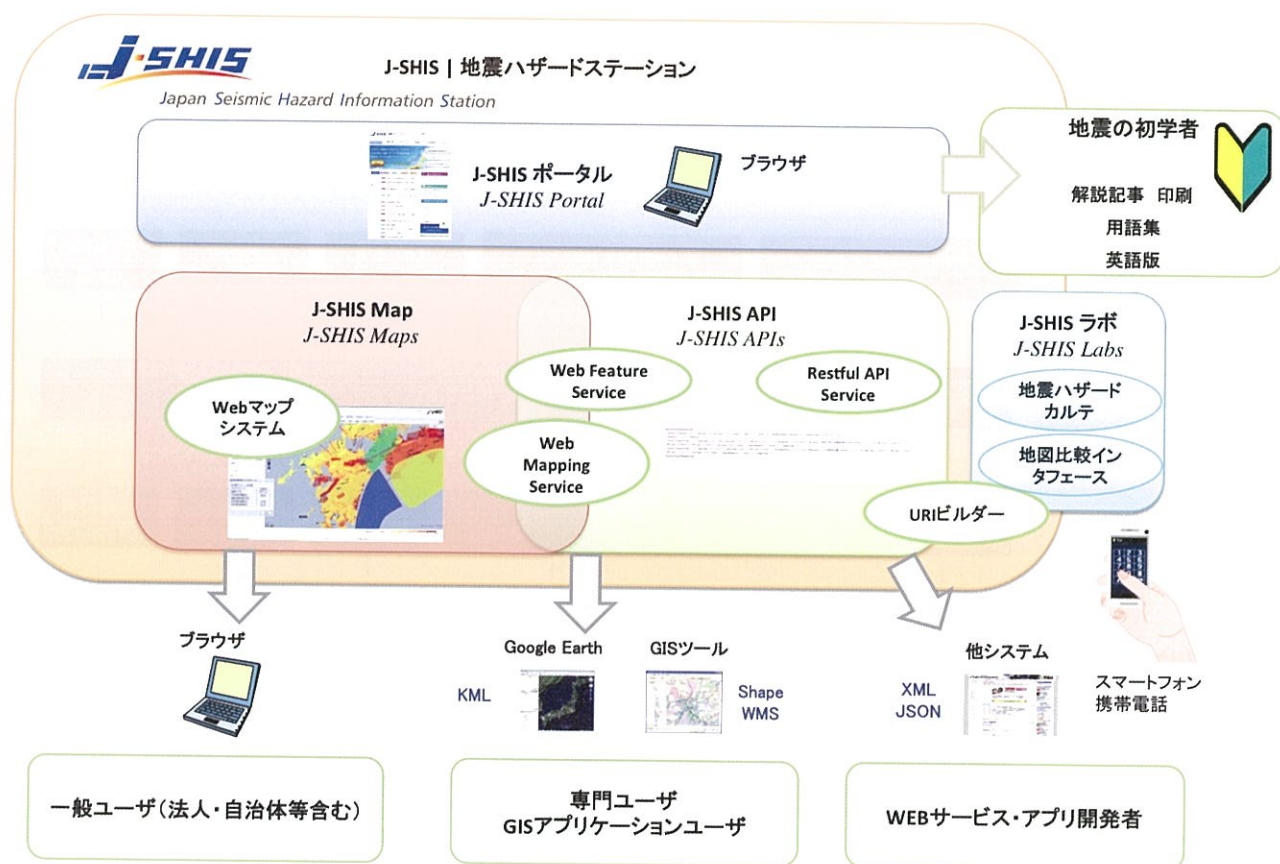 J-SHIS
J-SHIS | 地震ハザードステーション
Japan Seismic Hazard Information Station
J-SHIS ポータル
J-SHIS Portal
ブラウザ
地震の初学者
解説記事 印刷
用語集
英語版
J-SHIS Map
J-SHIS Maps
Webマップ
システム
J-SHIS API
J-SHIS APIs
Web Feature
Service
Restful API
Service
Web
Mapping
Service
URIビルダー
J-SHIS ラボ
J-SHIS Labs
地震ハザード
カルテ
地図比較イン
タフェース
ブラウザ
Google Earth
KML
GISツール
Shape
WMS
他システム
XML
JSON
スマートフォン
携帯電話
一般ユーザ(法人・自治体等含む)
専門ユーザ
GISアプリケーションユーザ
WEBサービス・アプリ開発者